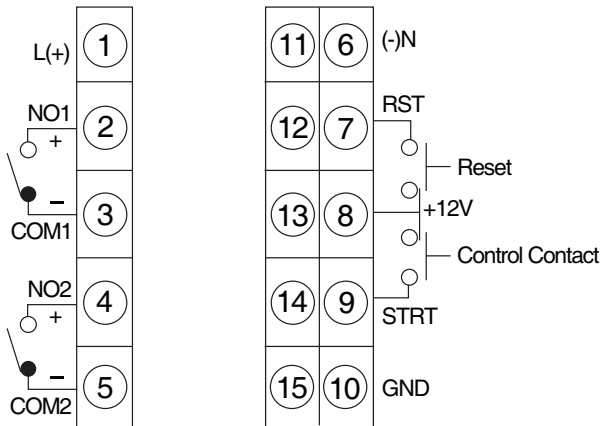 L(+) 1
NO1 2
+
−
COM1 3
NO2 4
+
−
COM2 5
11 6 (-)N
12 7 RST
Reset
13 8 +12V
Control Contact
14 9 STRT
15 10 GND